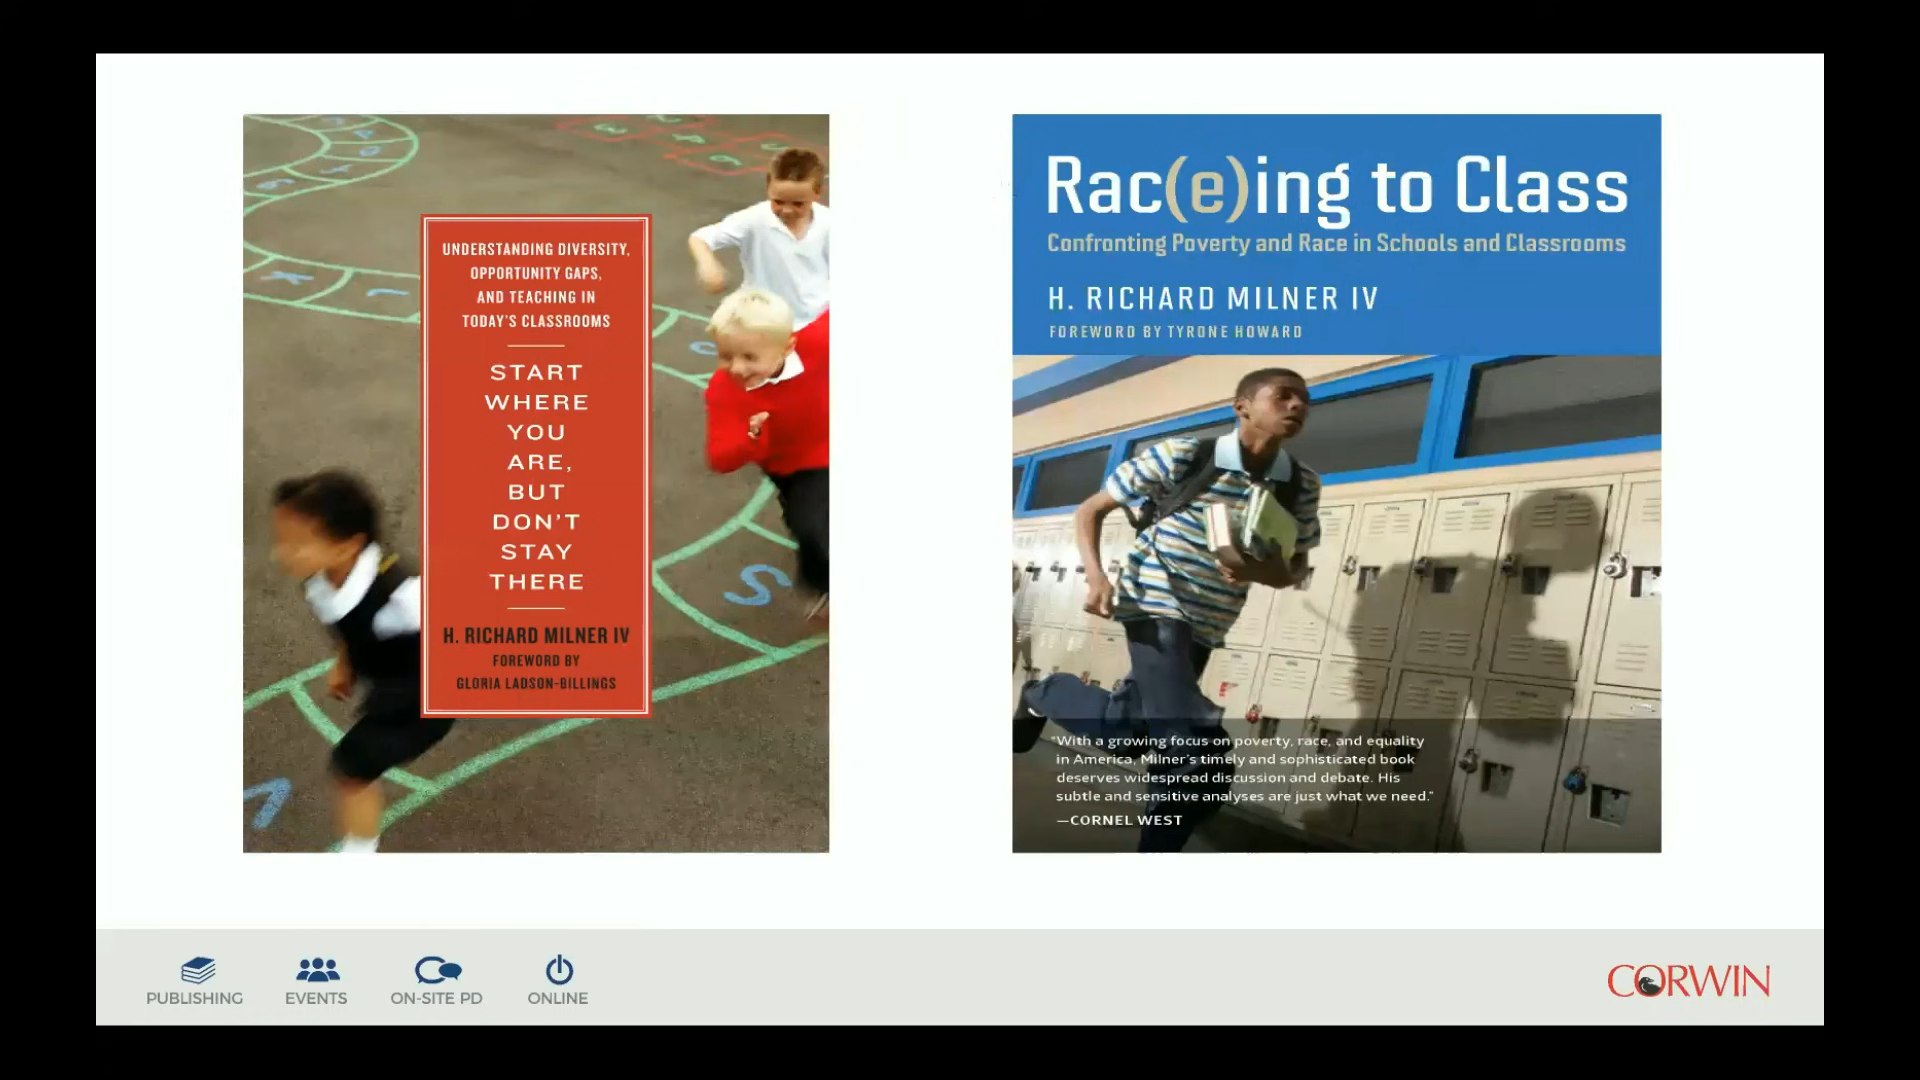 UNDERSTANDING DIVERSITY,
OPPORTUNITY GAPS,
AND TEACHING IN
TODAY'S CLASSROOMS
START
WHERE
YOU
ARE,
BUT
DON'T
STAY
THERE
H. RICHARD MILNER IV
FOREWORD BY
GLORIA LADSON-BILLINGS
Rac(e)ing to Class
Confronting Poverty and Race in Schools and Classrooms
H. RICHARD MILNER IV
FOREWORD BY TYRONE HOWARD
"With a growing focus on poverty, race, and equality
in America, Milner's timely and sophisticated book
deserves widespread discussion and debate. His
subtle and sensitive analyses are just what we need."
—CORNEL WEST
PUBLISHING
EVENTS
ON-SITE PD
ONLINE
CORWIN